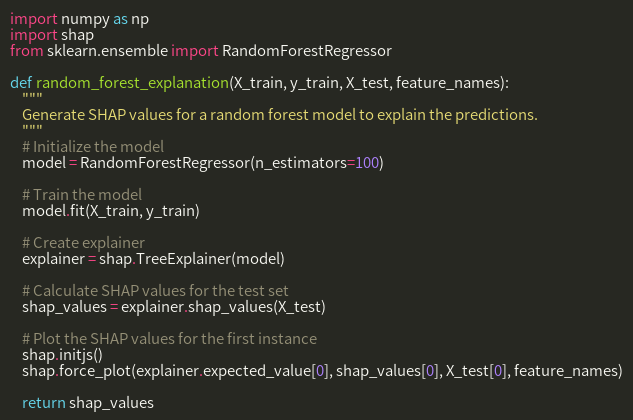 import numpy as np
import shap
from sklearn.ensemble import RandomForestRegressor

def random_forest_explanation(X_train, y_train, X_test, feature_names):
    """
    Generate SHAP values for a random forest model to explain the predictions.
    """
    # Initialize the model
    model = RandomForestRegressor(n_estimators=100)

    # Train the model
    model.fit(X_train, y_train)

    # Create explainer
    explainer = shap.TreeExplainer(model)

    # Calculate SHAP values for the test set
    shap_values = explainer.shap_values(X_test)

    # Plot the SHAP values for the first instance
    shap.initjs()
    shap.force_plot(explainer.expected_value[0], shap_values[0], X_test[0], feature_names)

    return shap_values